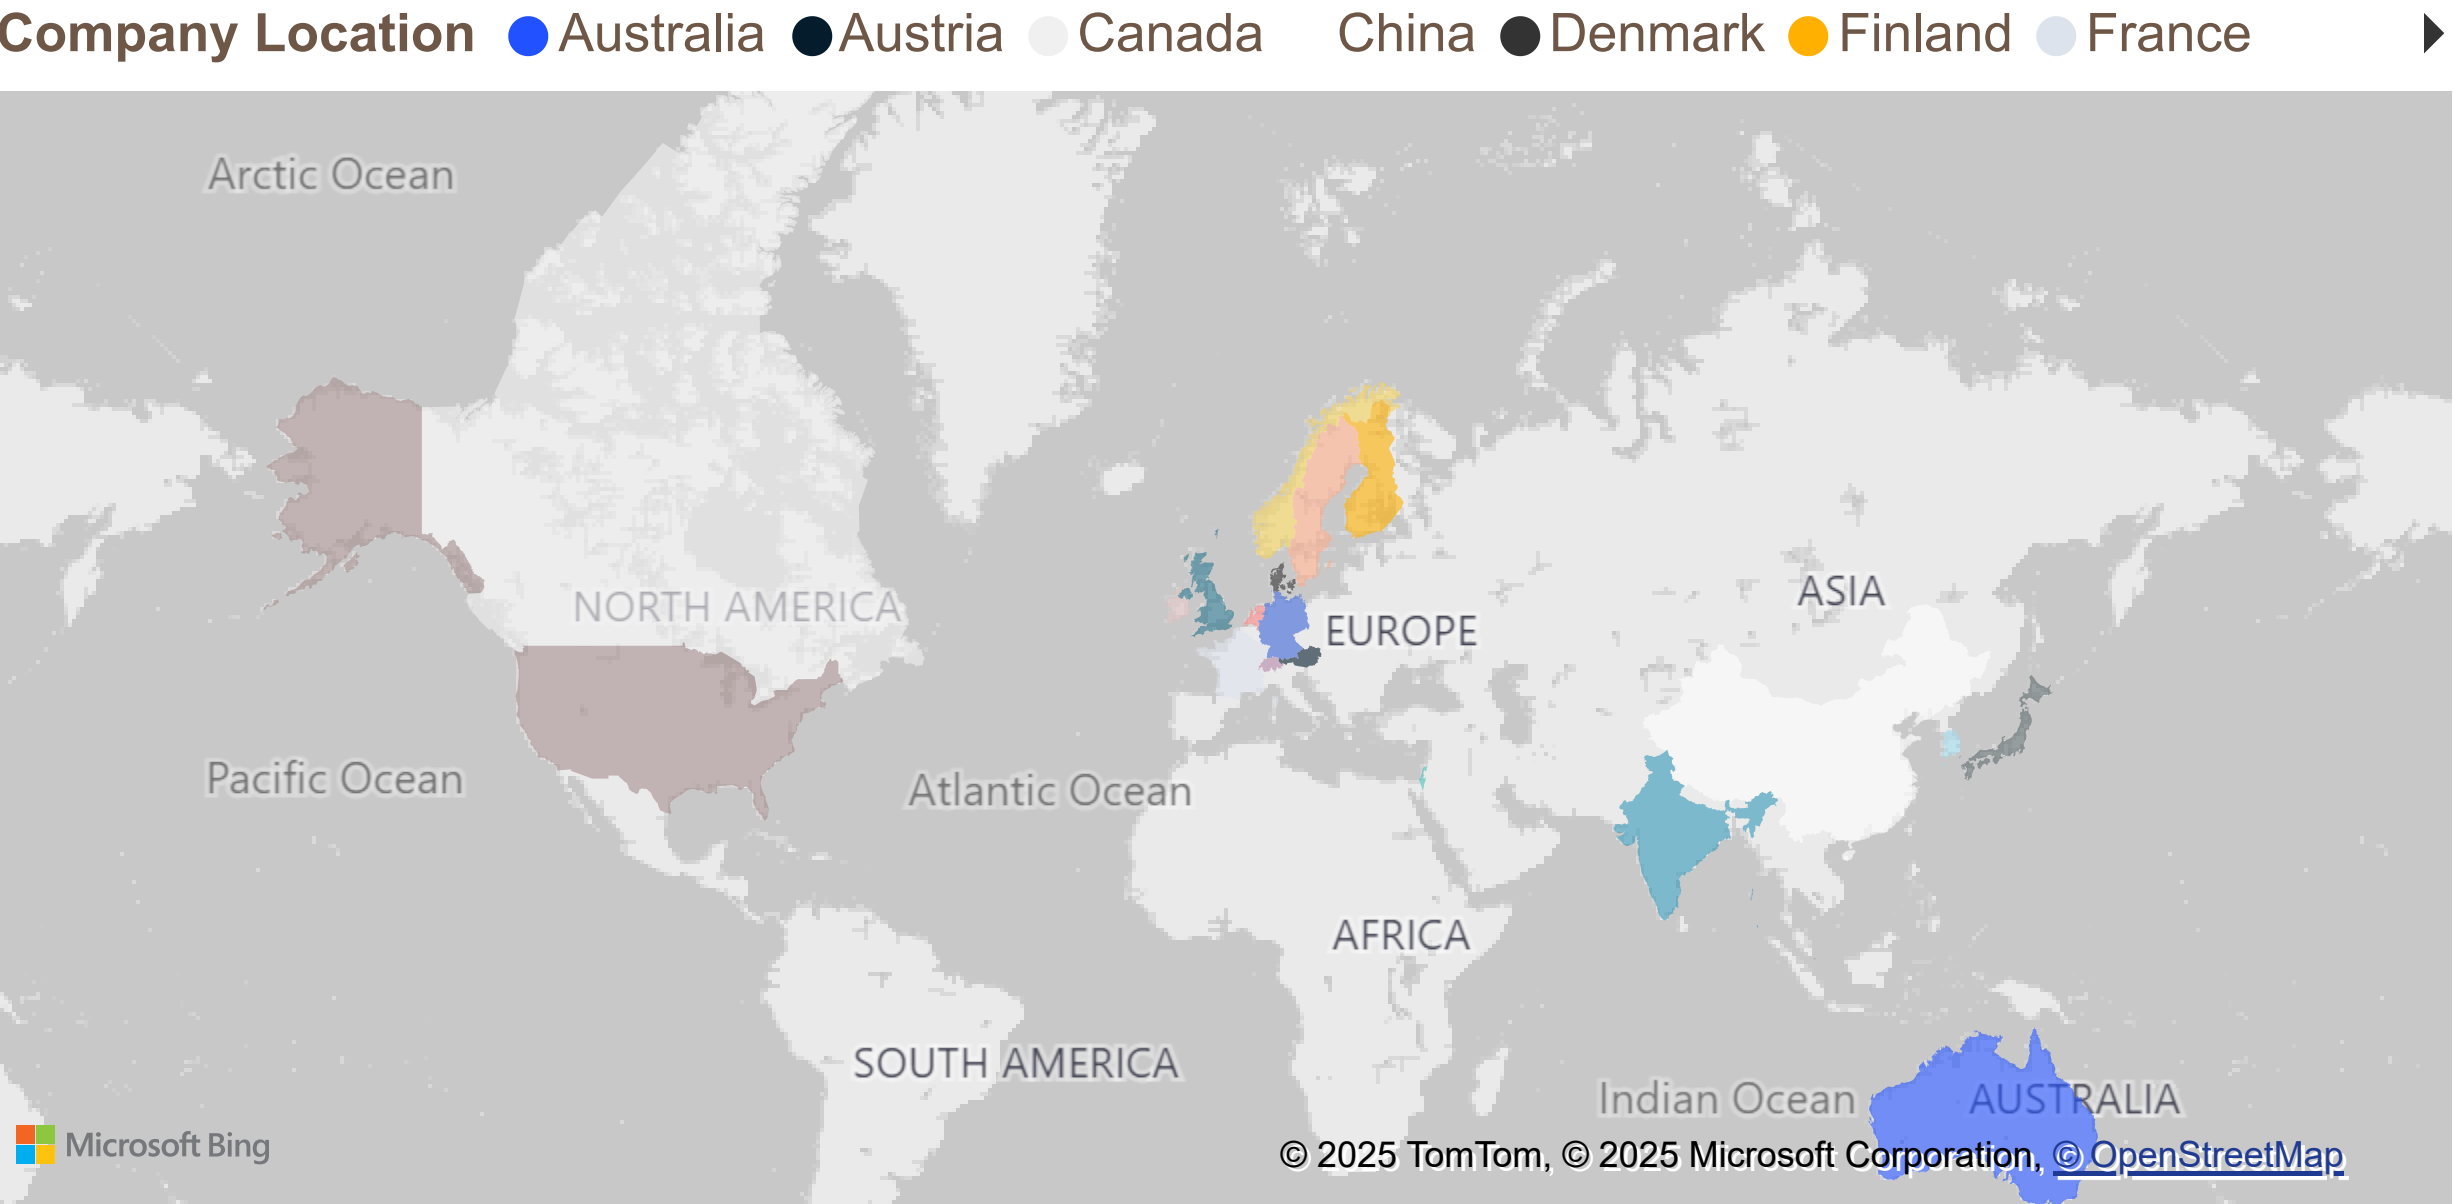 Company Location Australia Austria Canada China Denmark Finland France
Arctic Ocean
NORTH AMERICA
ASIA
EUROPE
Pacific Ocean
Atlantic Ocean
AFRICA
SOUTH AMERICA
Indian Ocean
AUSTRALIA
Microsoft Bing
© 2025 TomTom, © 2025 Microsoft Corporation, © OpenStreetMap